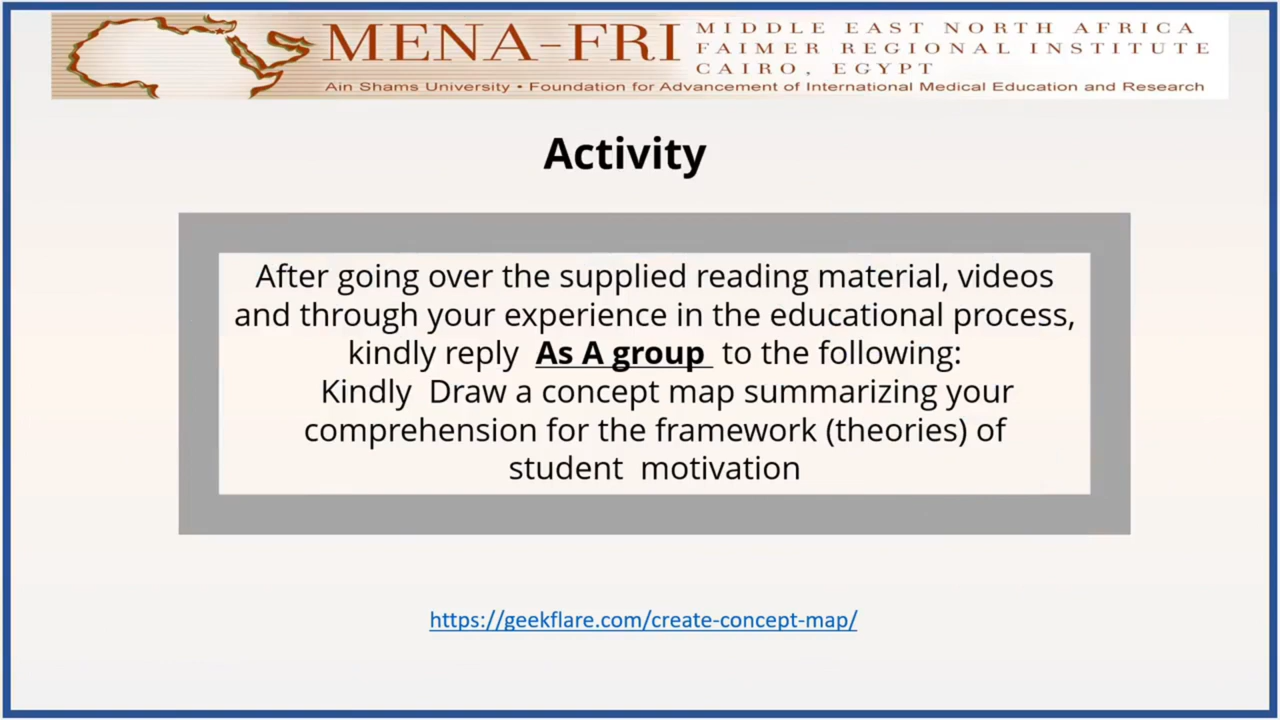 MENA-FRI
MIDDLE EAST NORTH AFRICA
FAIMER REGIONAL INSTITUTE
CAIRO, EGYPT
Ain Shams University • Foundation for Advancement of International Medical Education and Research
Activity
After going over the supplied reading material, videos
and through your experience in the educational process,
kindly reply As A group to the following:
Kindly Draw a concept map summarizing your
comprehension for the framework (theories) of
student motivation
https://geekflare.com/create-concept-map/